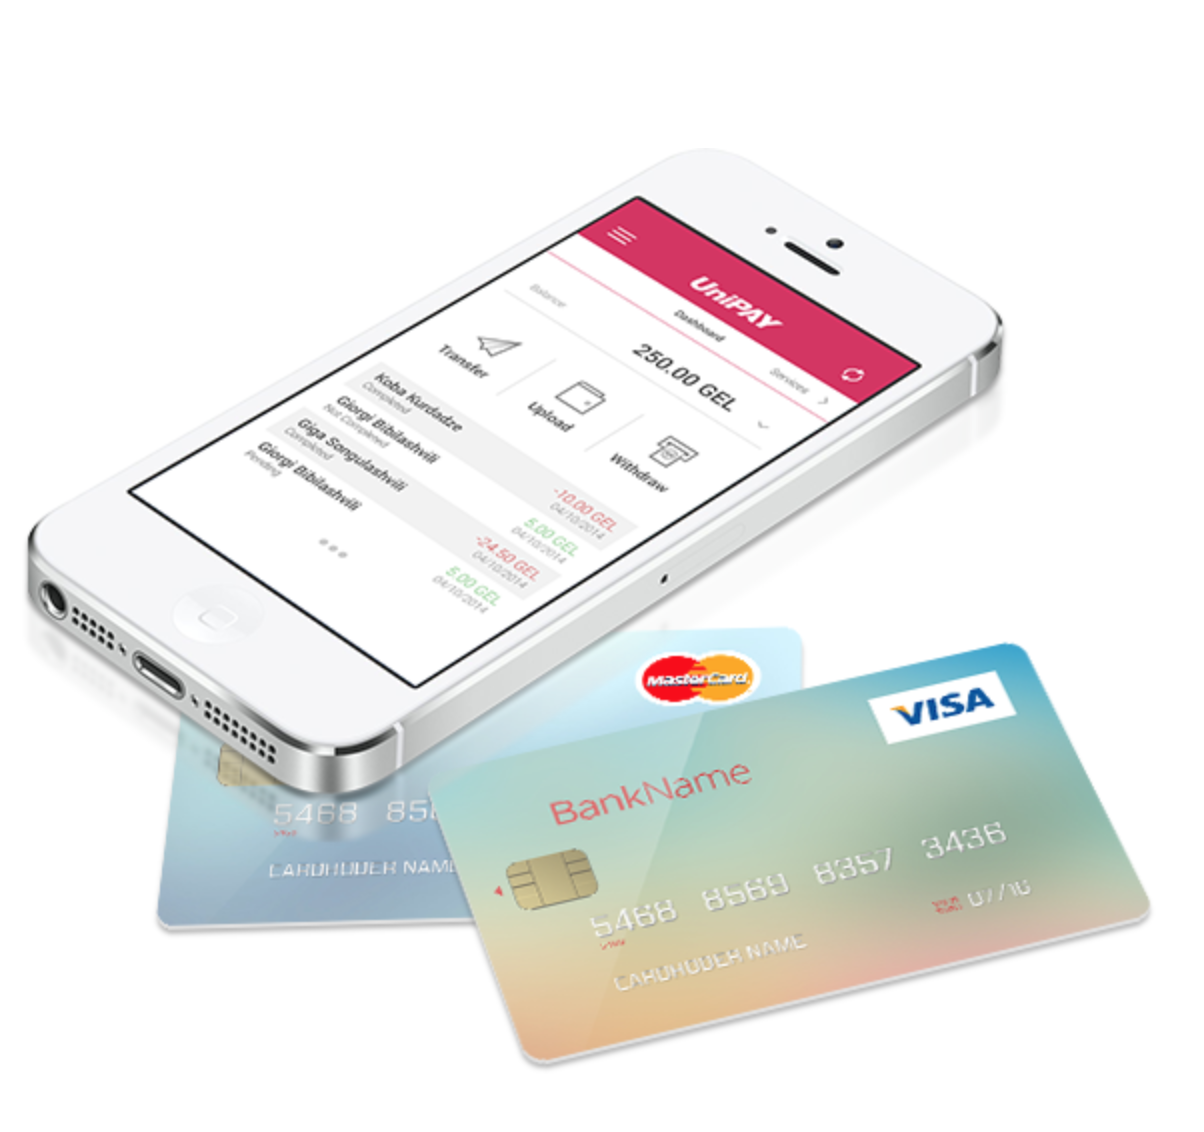 UniPAY
Dashboard
Services
Balance
250.00 GEL
Transfer
Upload
Withdraw
Koba Kurdadze
Completed
-10.00 GEL
04/10/2014
Giorgi Bibilashvili
Not Completed
5.00 GEL
04/10/2014
Giga Songulashvili
Completed
-24.50 GEL
04/10/2014
Giorgi Bibilashvili
Pending
5.00 GEL
04/10/2014
MasterCard
5468 85
CARDHOLDER NAME
VISA
BankName
5468 8569 8357 3436
CARDHOLDER NAME